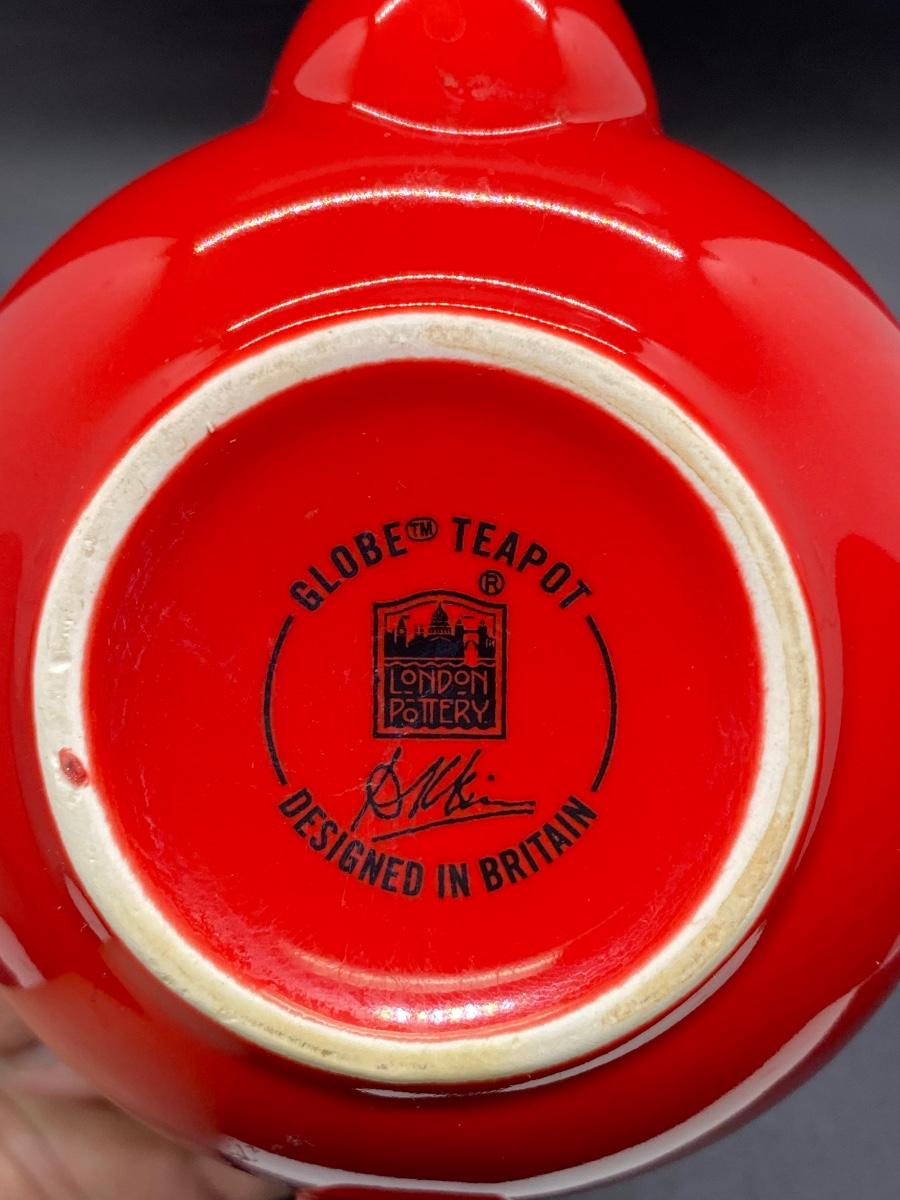 GLOBE™ TEAPOT
®
LONDON
POTTERY
DESIGNED IN BRITAIN